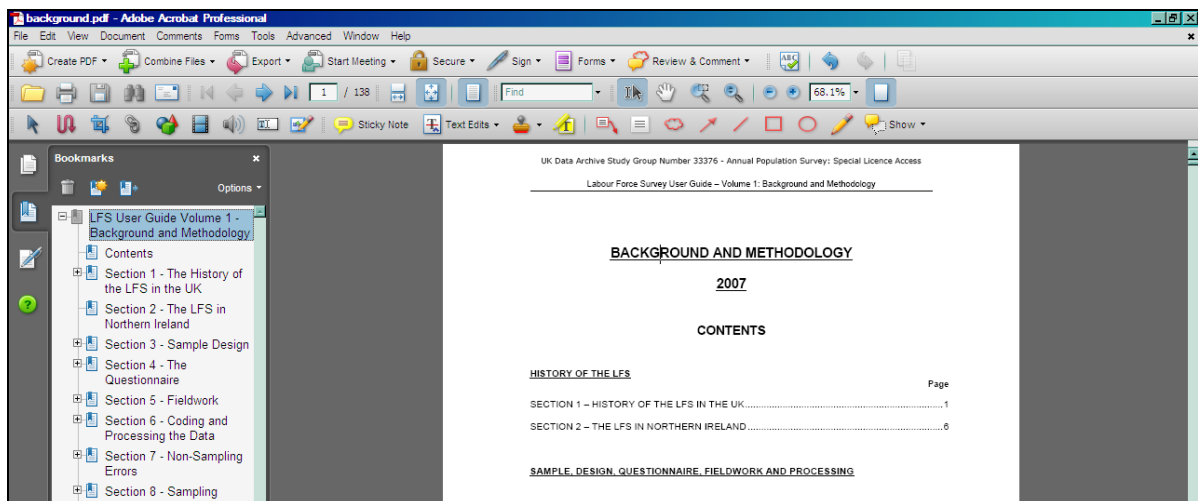 background.pdf - Adobe Acrobat Professional
File Edit View Document Comments Forms Tools Advanced Window Help
Create PDF Combine Files Export Start Meeting Secure Sign Forms Review & Comment ABC
1 / 138 Find 68.1%
Sticky Note Text Edits Show
Bookmarks
Options
LFS User Guide Volume 1 -
Background and Methodology
Contents
Section 1 - The History of
the LFS in the UK
Section 2 - The LFS in
Northern Ireland
Section 3 - Sample Design
Section 4 - The
Questionnaire
Section 5 - Fieldwork
Section 6 - Coding and
Processing the Data
Section 7 - Non-Sampling
Errors
Section 8 - Sampling
UK Data Archive Study Group Number 33376 - Annual Population Survey: Special Licence Access
Labour Force Survey User Guide – Volume 1: Background and Methodology
BACKGROUND AND METHODOLOGY
2007
CONTENTS
HISTORY OF THE LFS
Page
SECTION 1 – HISTORY OF THE LFS IN THE UK.....1
SECTION 2 – THE LFS IN NORTHERN IRELAND.....6
SAMPLE, DESIGN, QUESTIONNAIRE, FIELDWORK AND PROCESSING